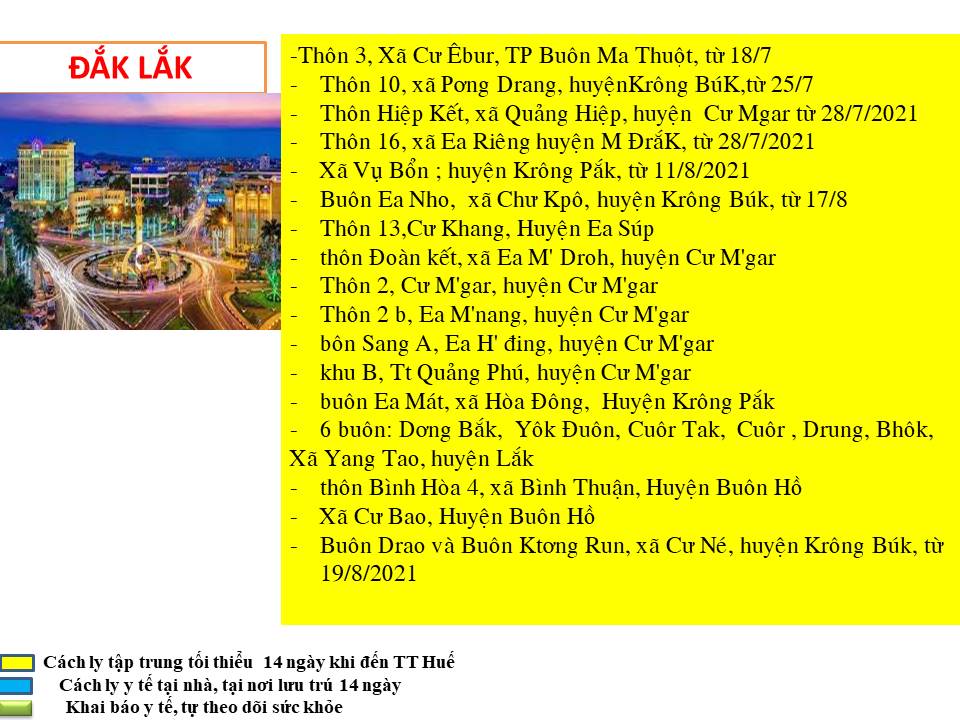 ĐẮK LẮK
-Thôn 3, Xã Cư Êbur, TP Buôn Ma Thuột, từ 18/7
- Thôn 10, xã Pơng Drang, huyệnKrông BúK,từ 25/7
- Thôn Hiệp Kết, xã Quảng Hiệp, huyện Cư Mgar từ 28/7/2021
- Thôn 16, xã Ea Riêng huyện M ĐrắK, từ 28/7/2021
- Xã Vụ Bổn ; huyện Krông Pắk, từ 11/8/2021
- Buôn Ea Nho, xã Chư Kpô, huyện Krông Búk, từ 17/8
- Thôn 13,Cư Khang, Huyện Ea Súp
- thôn Đoàn kết, xã Ea M' Droh, huyện Cư M'gar
- Thôn 2, Cư M'gar, huyện Cư M'gar
- Thôn 2 b, Ea M'nang, huyện Cư M'gar
- bôn Sang A, Ea H' đing, huyện Cư M'gar
- khu B, Tt Quảng Phú, huyện Cư M'gar
- buôn Ea Mát, xã Hòa Đông, Huyện Krông Pắk
- 6 buôn: Dơng Bắk, Yôk Đuôn, Cuôr Tak, Cuôr , Drung, Bhôk,
Xã Yang Tao, huyện Lắk
- thôn Bình Hòa 4, xã Bình Thuận, Huyện Buôn Hồ
- Xã Cư Bao, Huyện Buôn Hồ
- Buôn Drao và Buôn Ktơng Run, xã Cư Né, huyện Krông Búk, từ
19/8/2021
Cách ly tập trung tối thiểu 14 ngày khi đến TT Huế
Cách ly y tế tại nhà, tại nơi lưu trú 14 ngày
Khai báo y tế, tự theo dõi sức khỏe